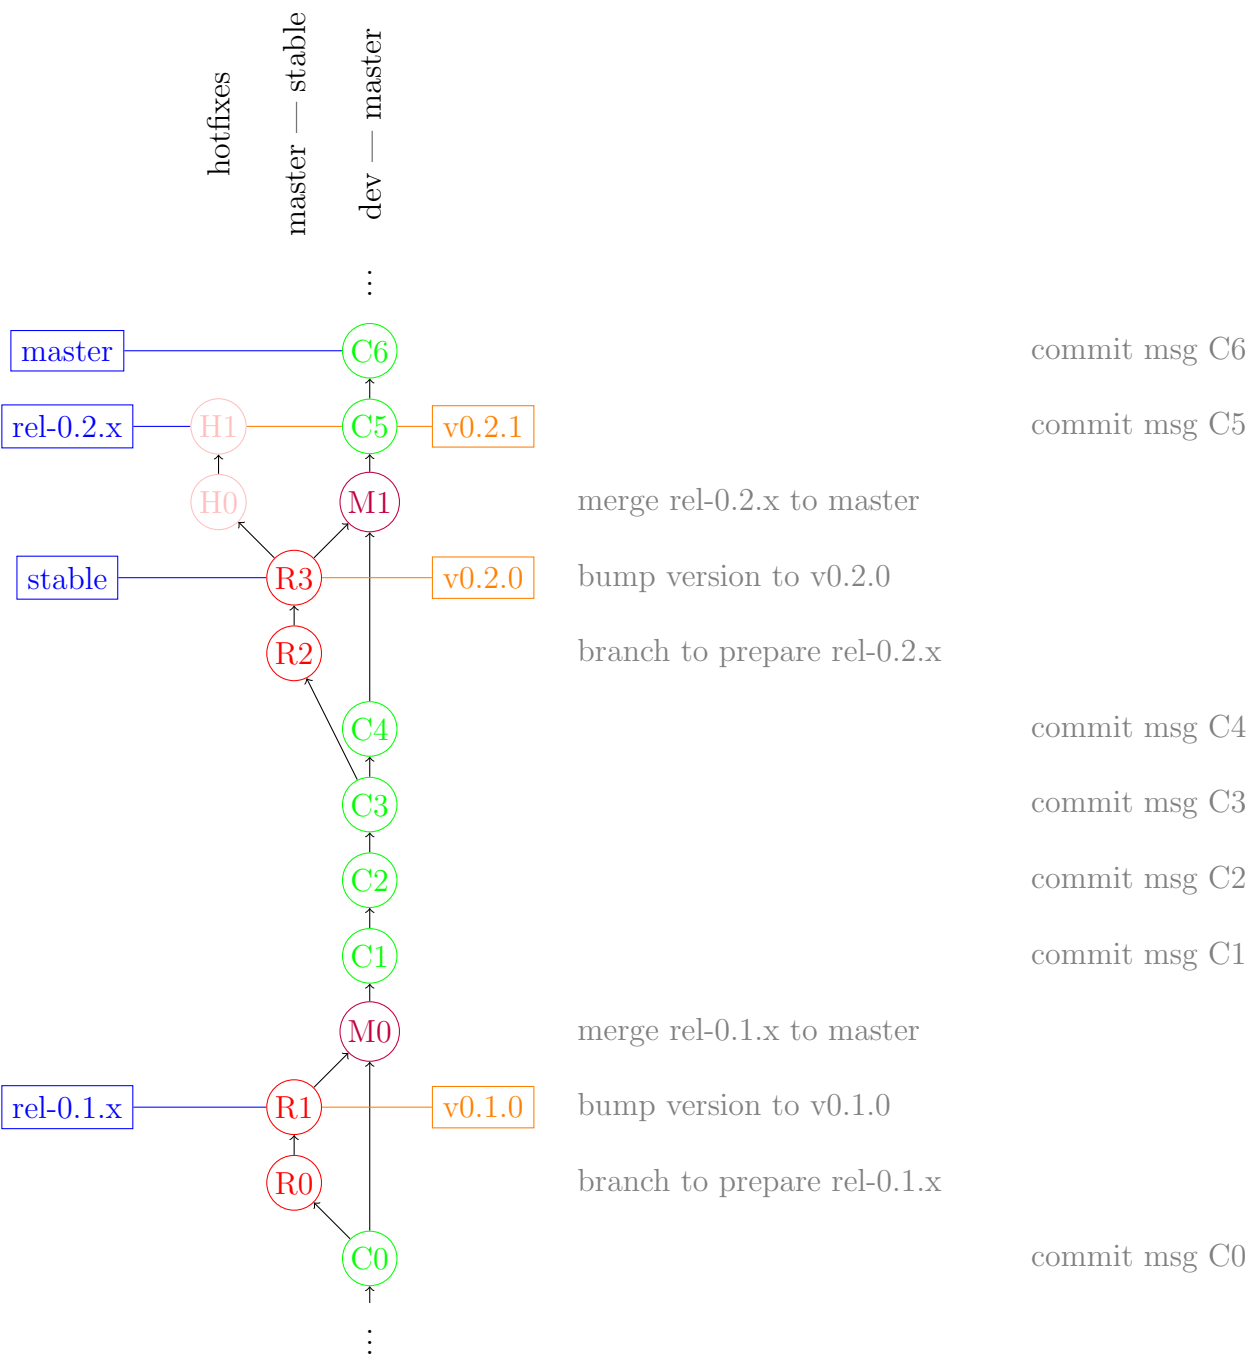 hotfixes
master — stable
dev — master
...
master C6 commit msg C6
rel-0.2.x H1 C5 v0.2.1 commit msg C5
H0 M1 merge rel-0.2.x to master
stable R3 v0.2.0 bump version to v0.2.0
R2 branch to prepare rel-0.2.x
C4 commit msg C4
C3 commit msg C3
C2 commit msg C2
C1 commit msg C1
M0 merge rel-0.1.x to master
rel-0.1.x R1 v0.1.0 bump version to v0.1.0
R0 branch to prepare rel-0.1.x
C0 commit msg C0
...